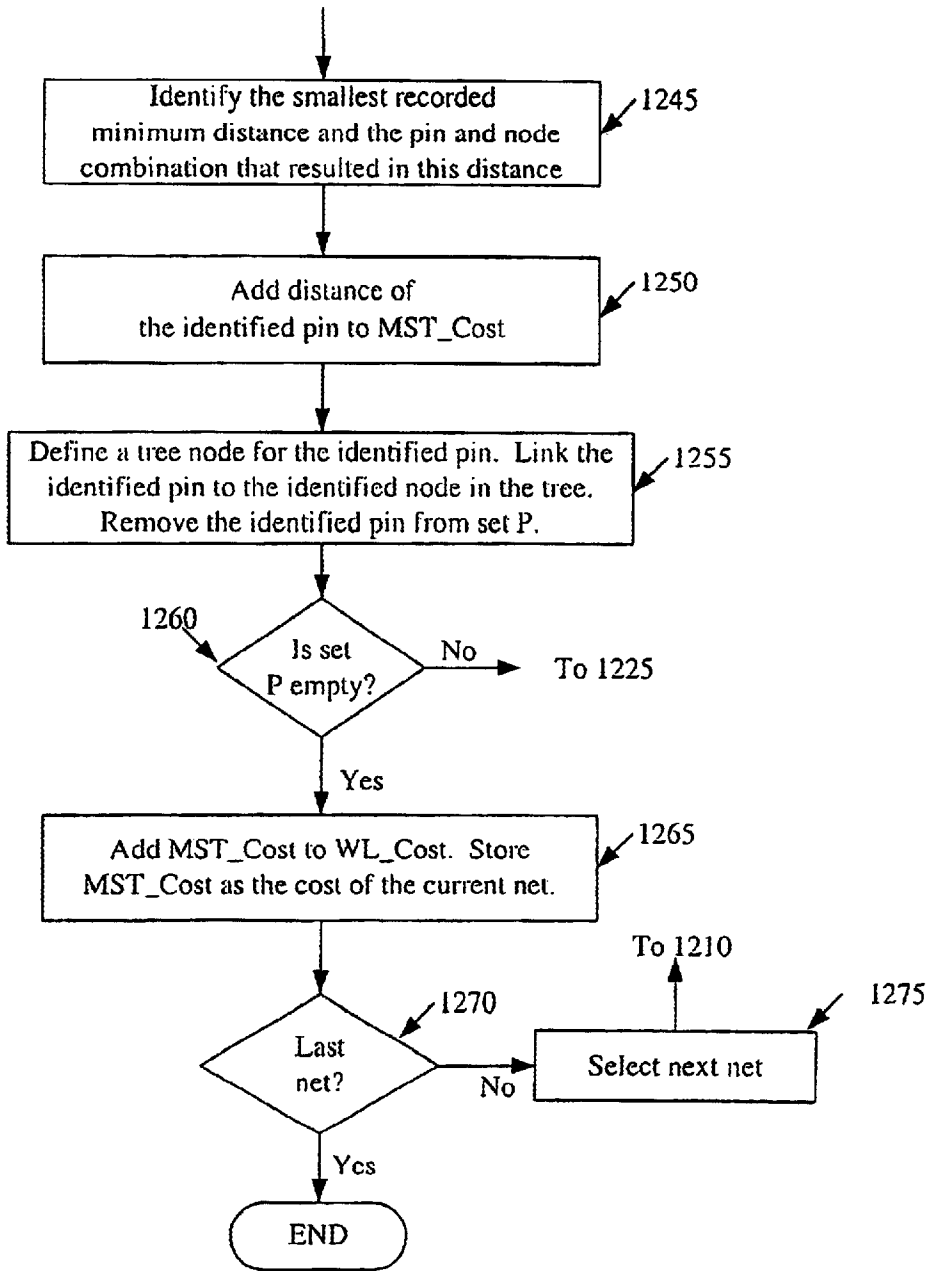 Identify the smallest recorded
minimum distance and the pin and node
combination that resulted in this distance
1245
Add distance of
the identified pin to MST_Cost
1250
Define a tree node for the identified pin. Link the
identified pin to the identified node in the tree.
Remove the identified pin from set P.
1255
1260
Is set
P empty?
No
To 1225
Yes
Add MST_Cost to WL_Cost. Store
MST_Cost as the cost of the current net.
1265
To 1210
1270
1275
Last
net?
No
Select next net
Yes
END